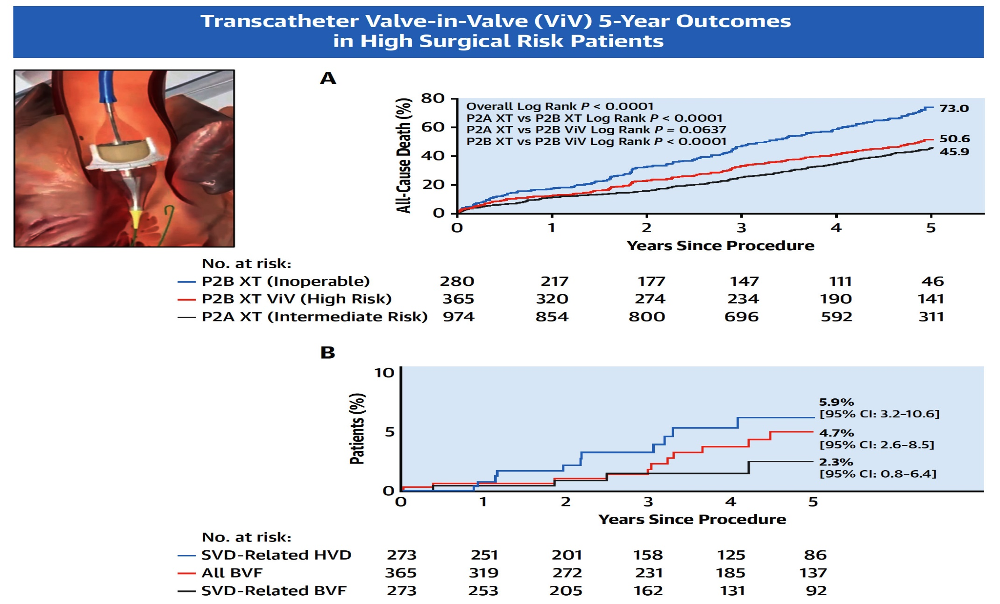 Transcatheter Valve-in-Valve (ViV) 5-Year Outcomes
in High Surgical Risk Patients
A
All-Cause Death (%)
80
60
40
20
0
Overall Log Rank P < 0.0001
P2A XT vs P2B XT Log Rank P < 0.0001
P2A XT vs P2B ViV Log Rank P = 0.0637
P2B XT vs P2B ViV Log Rank P < 0.0001
73.0
50.6
45.9
0 1 2 3 4 5
Years Since Procedure
No. at risk:
P2B XT (Inoperable) 280 217 177 147 111 46
P2B XT ViV (High Risk) 365 320 274 234 190 141
P2A XT (Intermediate Risk) 974 854 800 696 592 311
B
Patients (%)
10
5
0
5.9%
[95% CI: 3.2–10.6]
4.7%
[95% CI: 2.6–8.5]
2.3%
[95% CI: 0.8–6.4]
0 1 2 3 4 5
Years Since Procedure
No. at risk:
SVD-Related HVD 273 251 201 158 125 86
All BVF 365 319 272 231 185 137
SVD-Related BVF 273 253 205 162 131 92